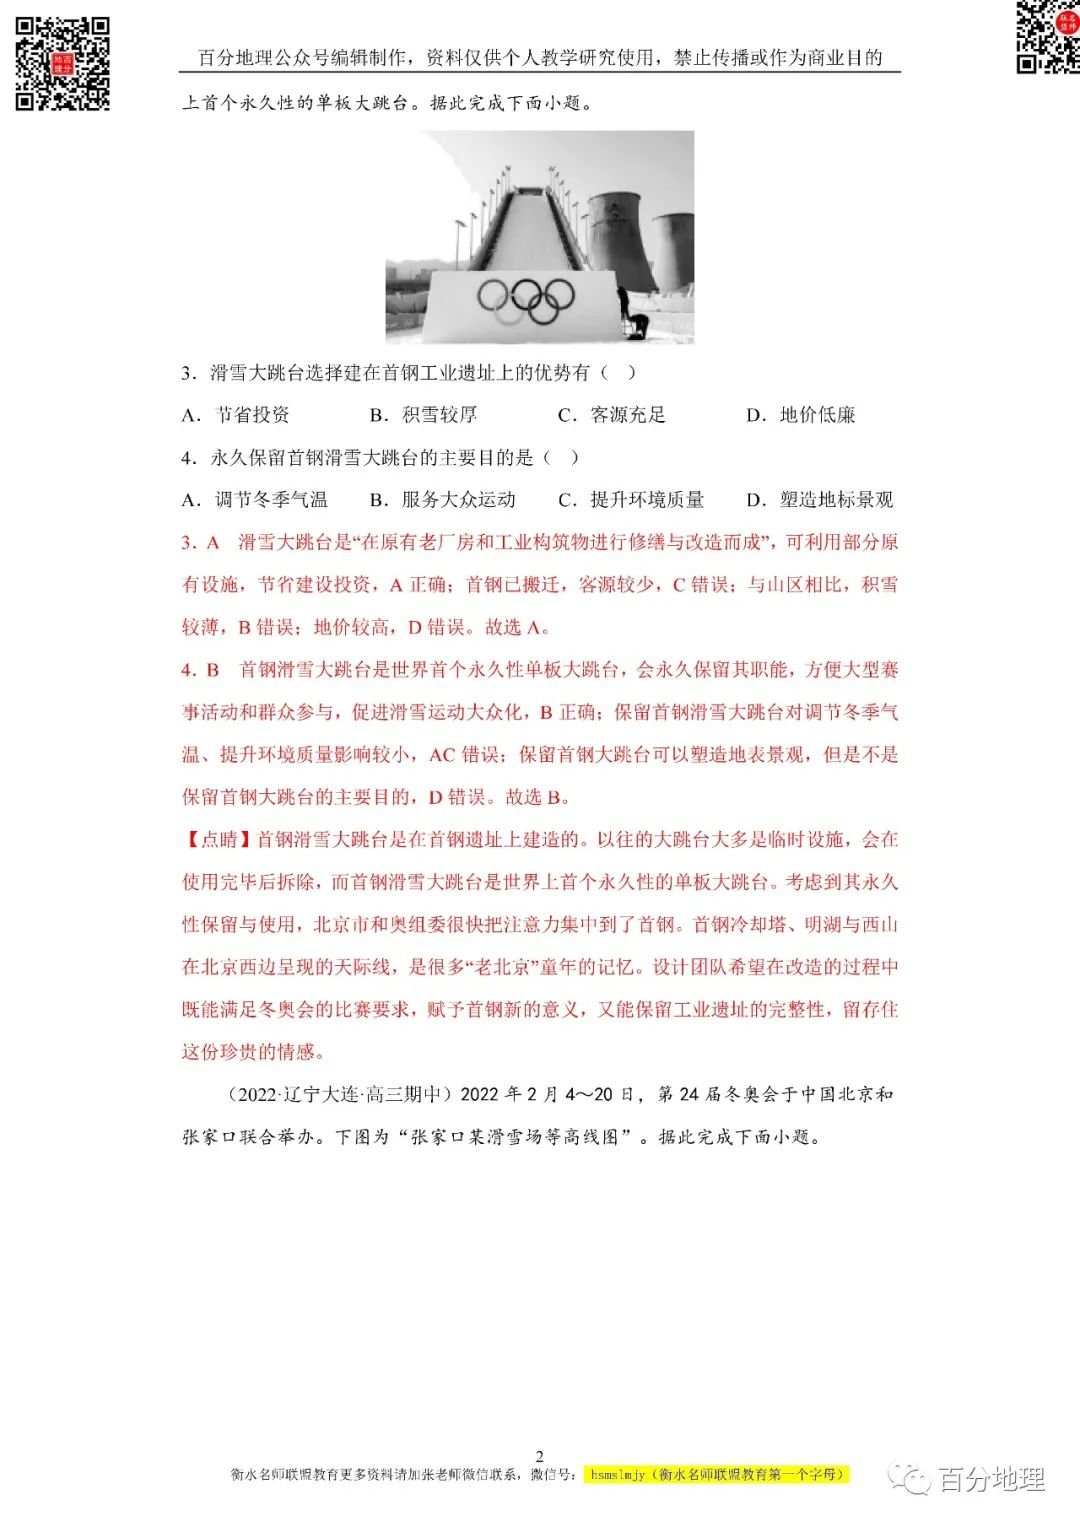 百分地理公众号编辑制作，资料仅供个人教学研究使用，禁止传播或作为商业目的
上首个永久性的单板大跳台。据此完成下面小题。
3．滑雪大跳台选择建在首钢工业遗址上的优势有（ ）
A．节省投资 B．积雪较厚 C．客源充足 D．地价低廉
4．永久保留首钢滑雪大跳台的主要目的是（ ）
A．调节冬季气温 B．服务大众运动 C．提升环境质量 D．塑造地标景观
3．A 滑雪大跳台是“在原有老厂房和工业构筑物进行修缮与改造而成”，可利用部分原
有设施，节省建设投资，A 正确；首钢已搬迁，客源较少，C 错误；与山区相比，积雪
较薄，B 错误；地价较高，D 错误。故选 A。
4．B 首钢滑雪大跳台是世界首个永久性单板大跳台，会永久保留其职能，方便大型赛
事活动和群众参与，促进滑雪运动大众化，B 正确；保留首钢滑雪大跳台对调节冬季气
温、提升环境质量影响较小，AC 错误；保留首钢大跳台可以塑造地表景观，但是不是
保留首钢大跳台的主要目的，D 错误。故选 B。
【点睛】首钢滑雪大跳台是在首钢遗址上建造的。以往的大跳台大多是临时设施，会在
使用完毕后拆除，而首钢滑雪大跳台是世界上首个永久性的单板大跳台。考虑到其永久
性保留与使用，北京市和奥组委很快把注意力集中到了首钢。首钢冷却塔、明湖与西山
在北京西边呈现的天际线，是很多“老北京”童年的记忆。设计团队希望在改造的过程中
既能满足冬奥会的比赛要求，赋予首钢新的意义，又能保留工业遗址的完整性，留存住
这份珍贵的情感。
（2022·辽宁大连·高三期中）2022 年 2 月 4～20 日，第 24 届冬奥会于中国北京和
张家口联合举办。下图为“张家口某滑雪场等高线图”。据此完成下面小题。
2
衡水名师联盟教育更多资料请加张老师微信联系，微信号：hsmslmjy（衡水名师联盟教育第一个字母）
百分地理